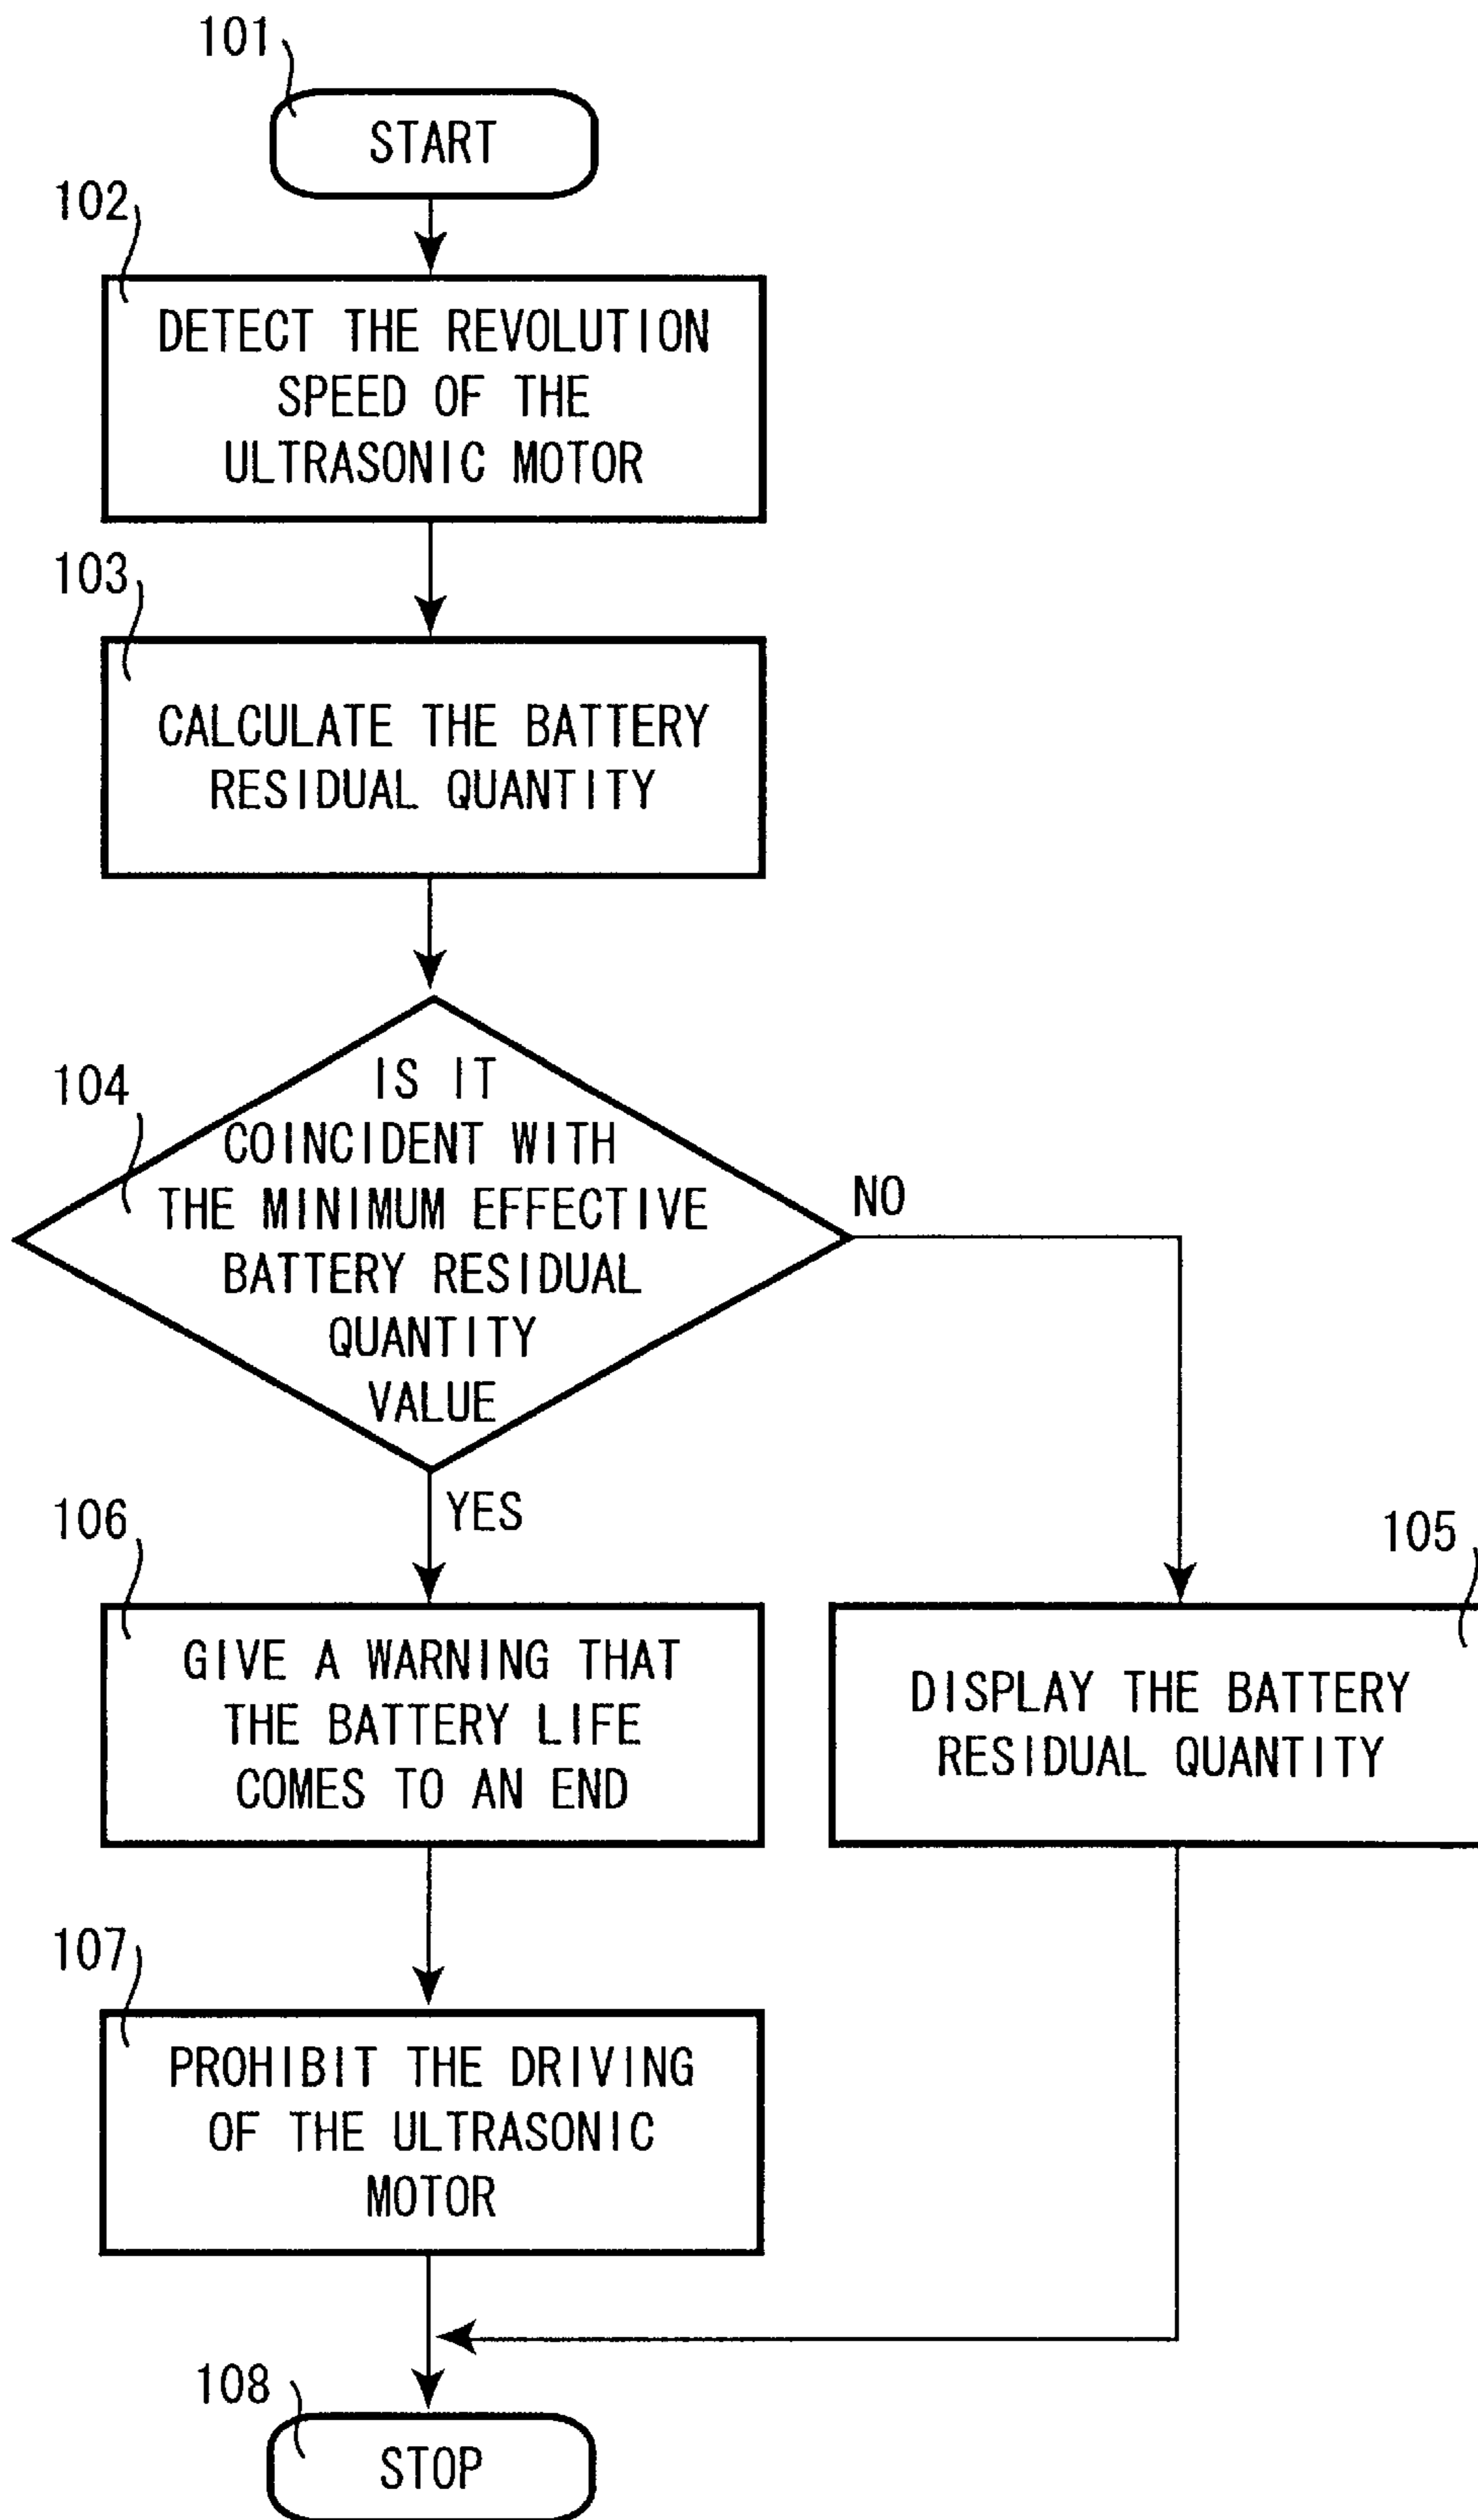 101
START
102
DETECT THE REVOLUTION
SPEED OF THE
ULTRASONIC MOTOR
103
CALCULATE THE BATTERY
RESIDUAL QUANTITY
104
IS IT
COINCIDENT WITH
THE MINIMUM EFFECTIVE
BATTERY RESIDUAL
QUANTITY
VALUE
NO
YES
106
GIVE A WARNING THAT
THE BATTERY LIFE
COMES TO AN END
105
DISPLAY THE BATTERY
RESIDUAL QUANTITY
107
PROHIBIT THE DRIVING
OF THE ULTRASONIC
MOTOR
108
STOP